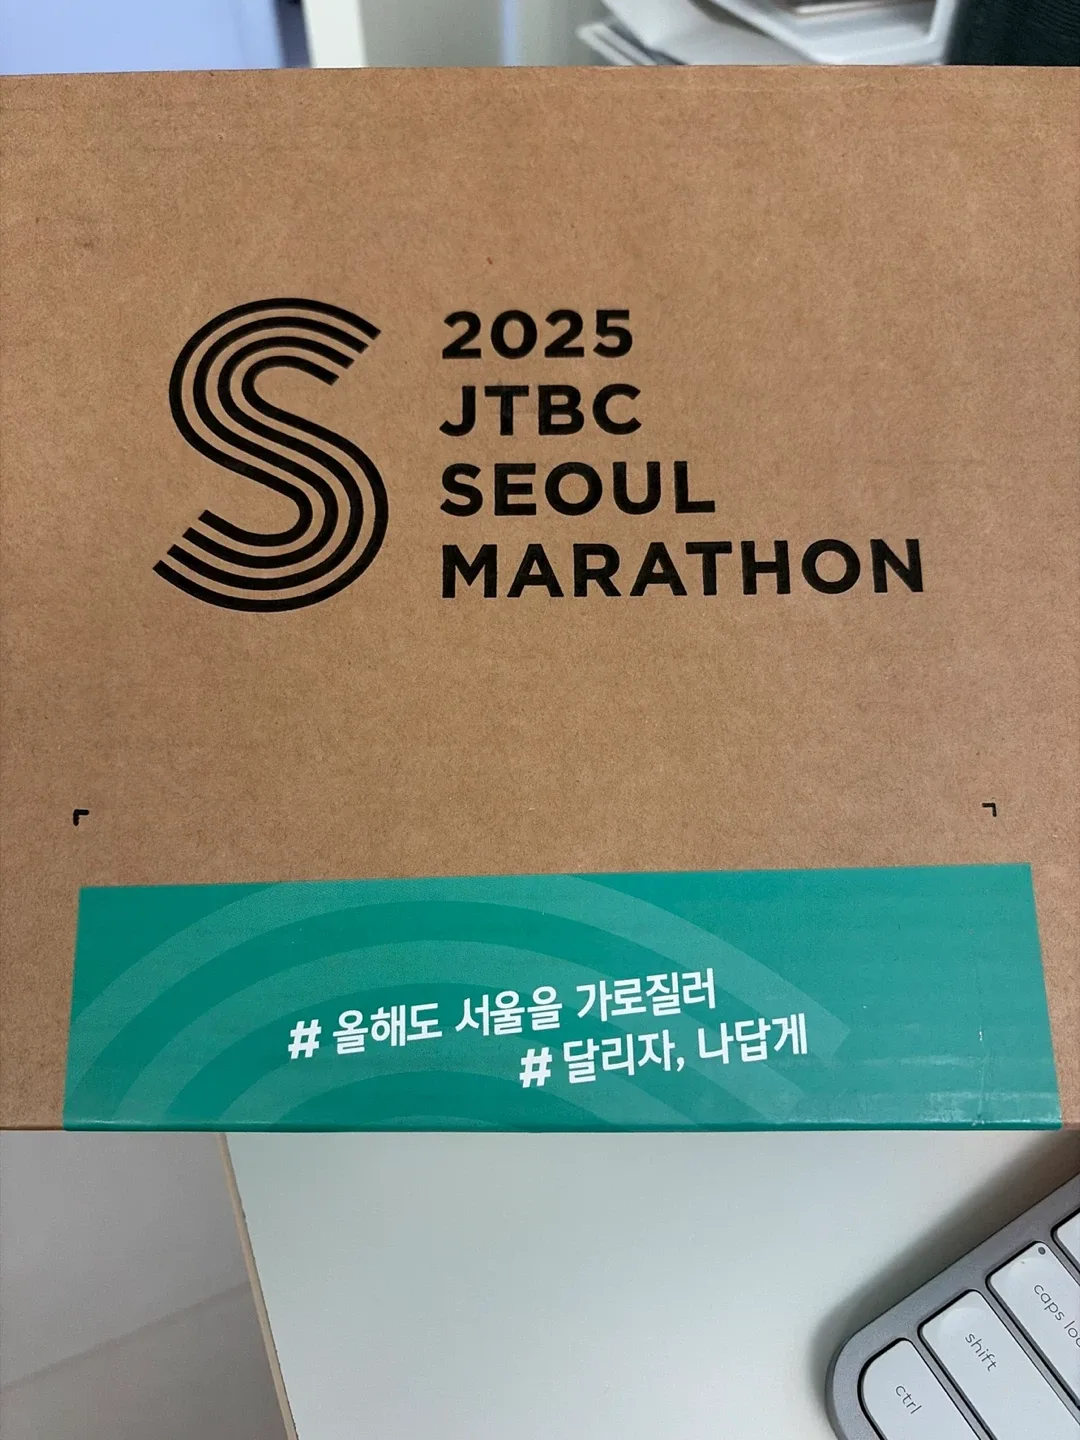 2025
JTBC
SEOUL
MARATHON
# 올해도 서울을 가로질러
# 달리자, 나답게
caps
shift
ctrl